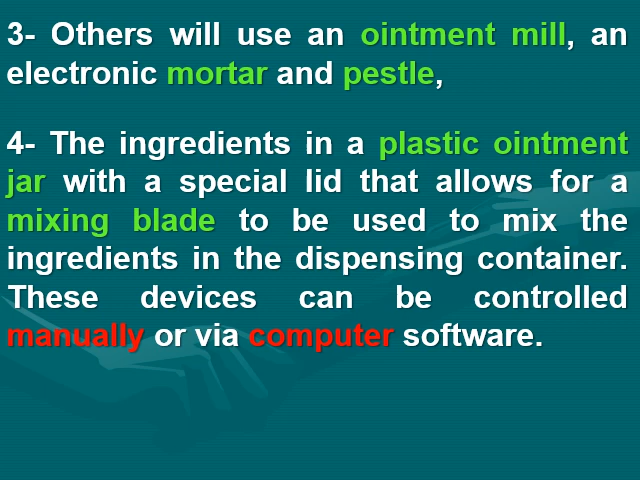 3- Others will use an ointment mill, an
electronic mortar and pestle,
4- The ingredients in a plastic ointment
jar with a special lid that allows for a
mixing blade to be used to mix the
ingredients in the dispensing container.
These devices can be controlled
manually or via computer software.